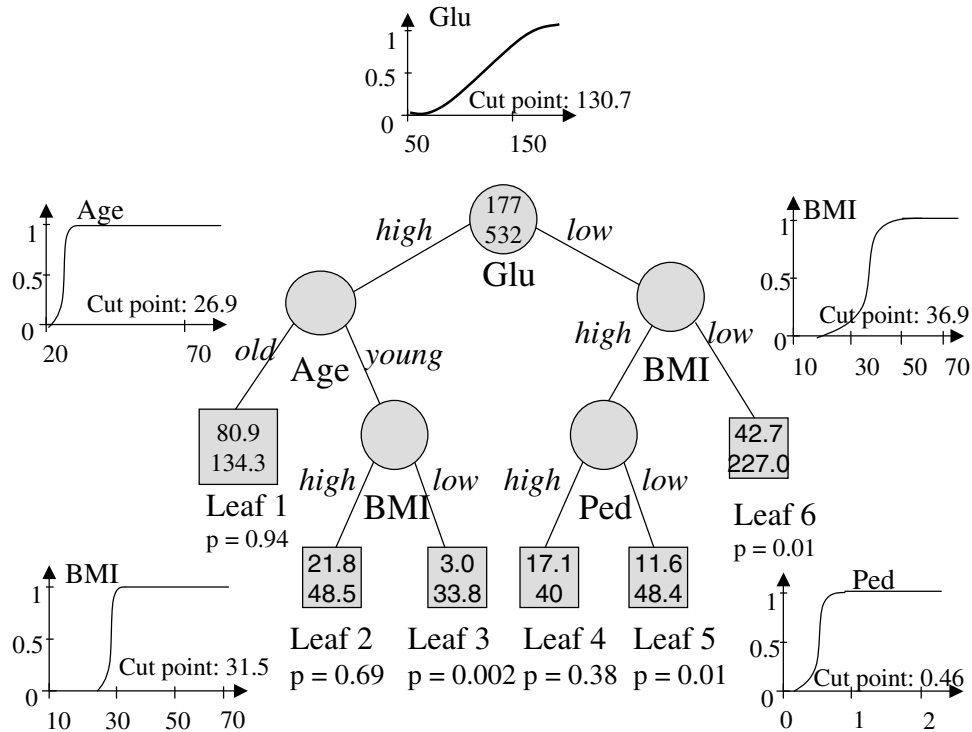 Glu
1
0.5
0
Cut point: 130.7
50 150
Age
1
0.5
0
Cut point: 26.9
20 70
177
532
Glu
high low
BMI
1
0.5
0
Cut point: 36.9
10 30 50 70
Age
old young
BMI
high low
80.9
134.3
Leaf 1
p = 0.94
BMI
high low
Ped
high low
42.7
227.0
Leaf 6
p = 0.01
21.8
48.5
Leaf 2
p = 0.69
3.0
33.8
Leaf 3
p = 0.002
17.1
40
Leaf 4
p = 0.38
11.6
48.4
Leaf 5
p = 0.01
BMI
1
0.5
0
Cut point: 31.5
10 30 50 70
Ped
1
0.5
0
Cut point: 0.46
0 1 2